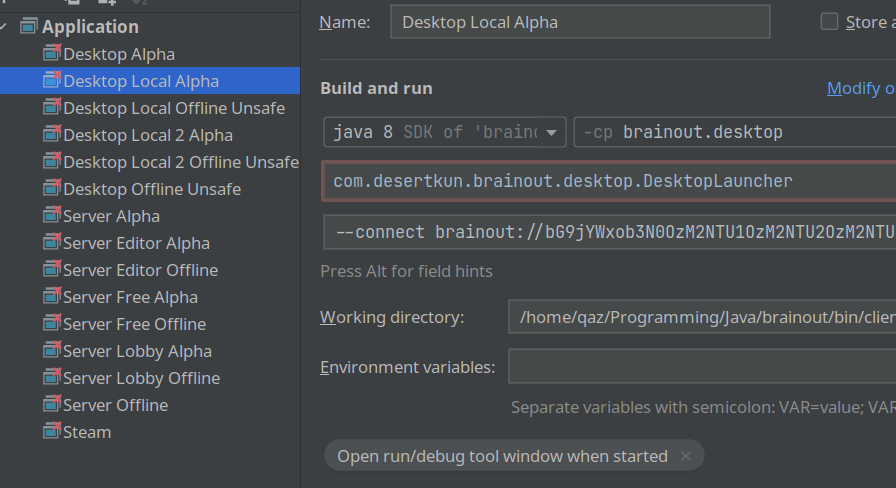 Application
Desktop Alpha
Desktop Local Alpha
Desktop Local Offline Unsafe
Desktop Local 2 Alpha
Desktop Local 2 Offline Unsafe
Desktop Offline Unsafe
Server Alpha
Server Editor Alpha
Server Editor Offline
Server Free Alpha
Server Free Offline
Server Lobby Alpha
Server Lobby Offline
Server Offline
Steam
Name: Desktop Local Alpha Store a
Build and run Modify o
java 8 SDK of 'brain -cp brainout.desktop
com.desertkun.brainout.desktop.DesktopLauncher
--connect brainout://bG9jYWxob3N0OzM2NTU1OzM2NTU2OzM2NTU
Press Alt for field hints
Working directory: /home/qaz/Programming/Java/brainout/bin/clien
Environment variables:
Separate variables with semicolon: VAR=value; VAR
Open run/debug tool window when started